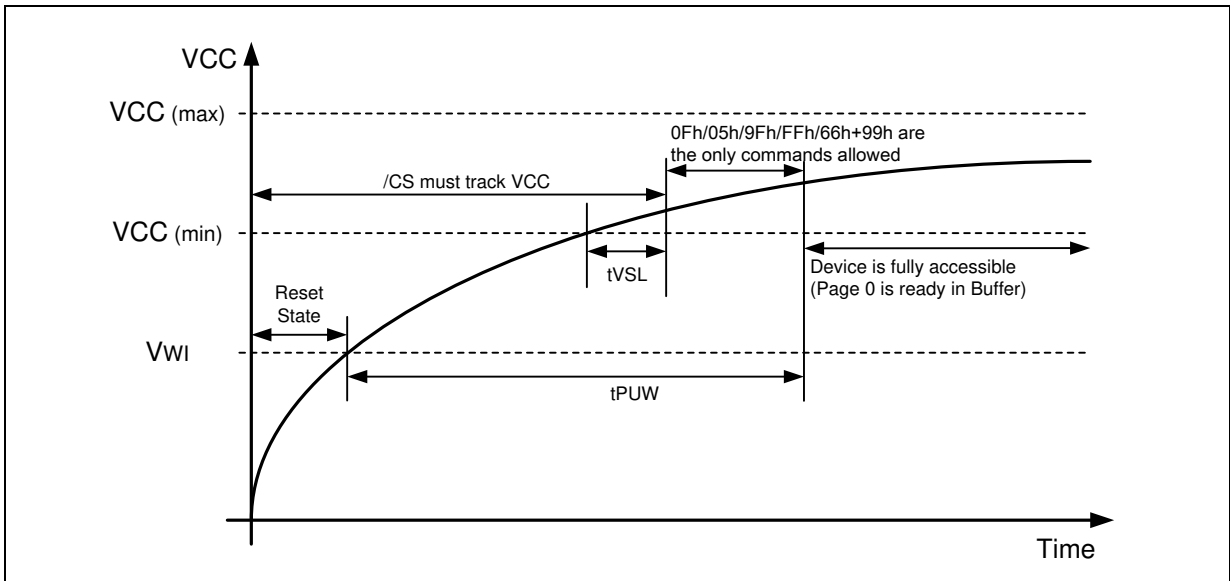 VCC
VCC (max)
0Fh/05h/9Fh/FFh/66h+99h are
the only commands allowed
/CS must track VCC
VCC (min)
tVSL
Device is fully accessible
(Page 0 is ready in Buffer)
Reset
State
VWI
tPUW
Time